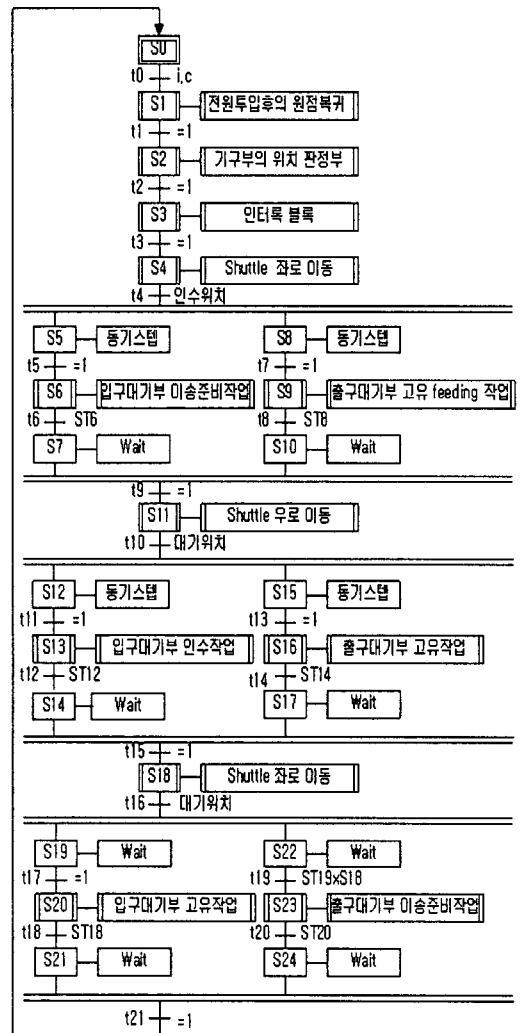 S0
t0 i,c
S1 전원투입후의 원점복귀
t1 =1
S2 기구부의 위치 판정부
t2 =1
S3 인터록 블록
t3 =1
S4 Shuttle 좌로 이동
t4 인수위치
S5 동기스텝 S8 동기스텝
t5 =1 t7 =1
S6 입구대기부 이송준비작업 S9 출구대기부 고유 feeding 작업
t6 ST6 t8 ST8
S7 Wait S10 Wait
t9 =1
S11 Shuttle 우로 이동
t10 대기위치
S12 동기스텝 S15 동기스텝
t11 =1 t13 =1
S13 입구대기부 인수작업 S16 출구대기부 고유작업
t12 ST12 t14 ST14
S14 Wait S17 Wait
t15 =1
S18 Shuttle 좌로 이동
t16 대기위치
S19 Wait S22 Wait
t17 =1 t19 ST19xS18
S20 입구대기부 고유작업 S23 출구대기부 이송준비작업
t18 ST18 t20 ST20
S21 Wait S24 Wait
t21 =1